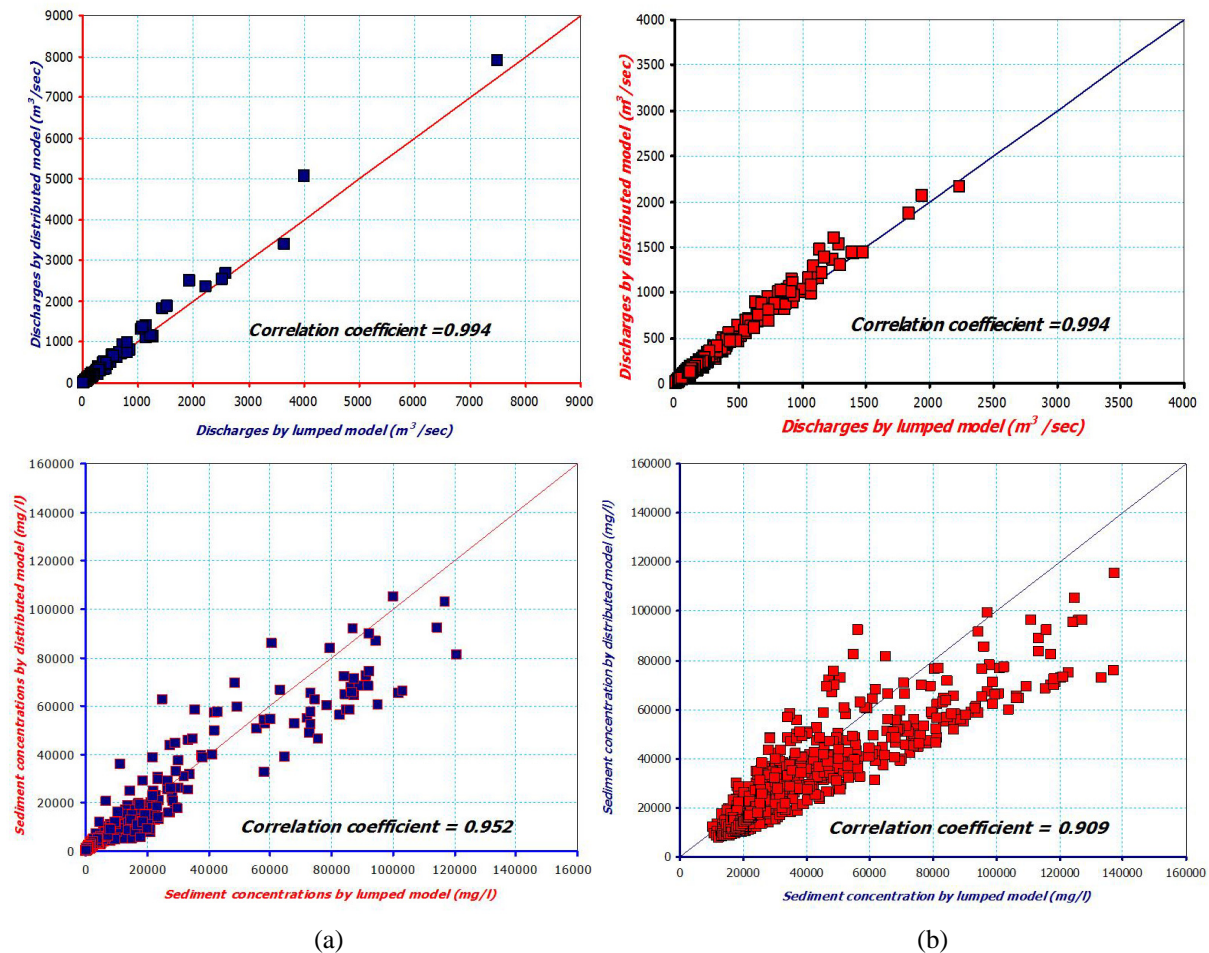 9000
8000
7000
6000
5000
4000
3000
2000
1000
0
Discharges by distributed model (m³/sec)
Correlation coefficient =0.994
0 1000 2000 3000 4000 5000 6000 7000 8000 9000
Discharges by lumped model (m³/sec)
4000
3500
3000
2500
2000
1500
1000
500
0
Discharges by distributed model (m³/sec)
Correlation coeffiecient =0.994
0 500 1000 1500 2000 2500 3000 3500 4000
Discharges by lumped model (m³/sec)
160000
140000
120000
100000
80000
60000
40000
20000
0
Sediment concentrations by distributed model (mg/l)
Correlation coefficient = 0.952
0 20000 40000 60000 80000 100000 120000 140000 160000
Sediment concentrations by lumped model (mg/l)
160000
140000
120000
100000
80000
60000
40000
20000
0
Sediment concentration by distributed model (mg/l)
Correlation coefficient = 0.909
0 20000 40000 60000 80000 100000 120000 140000 160000
Sediment concentration by lumped model (mg/l)
(a)
(b)